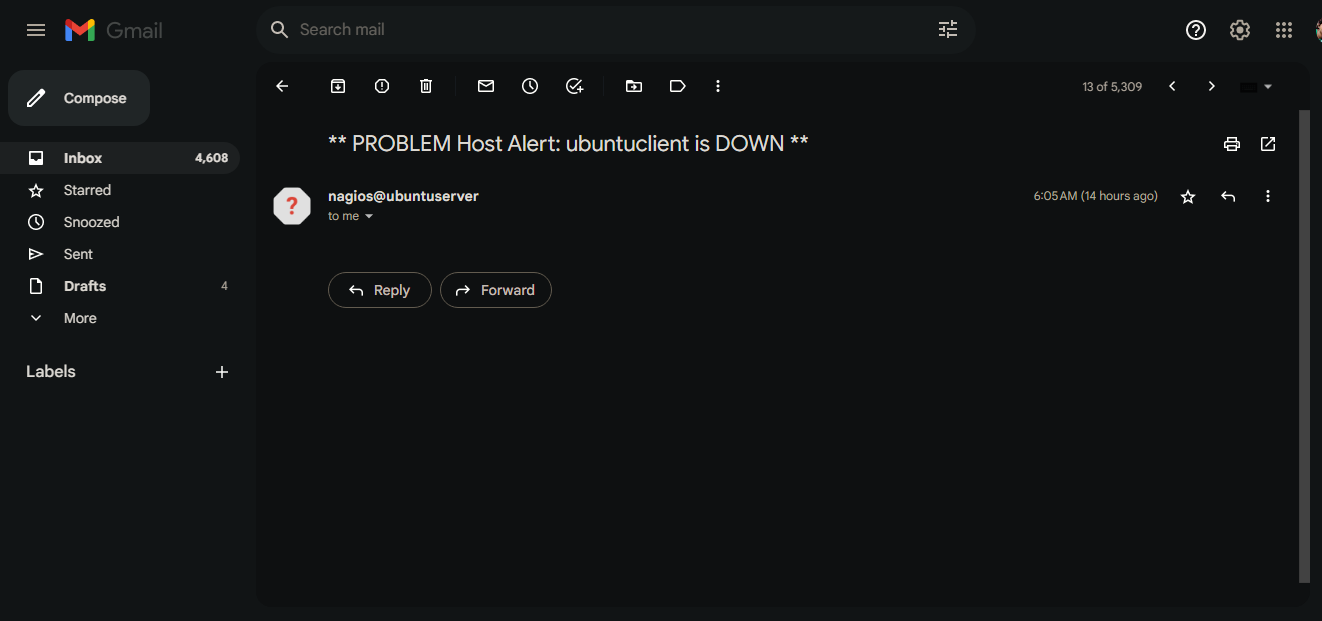 Gmail
Search mail
Compose
13 of 5,309
** PROBLEM Host Alert: ubuntuclient is DOWN **
Inbox 4,608
Starred
Snoozed
Sent
Drafts 4
More
Labels
nagios@ubuntuserver
6:05 AM (14 hours ago)
to me
?
Reply
Forward